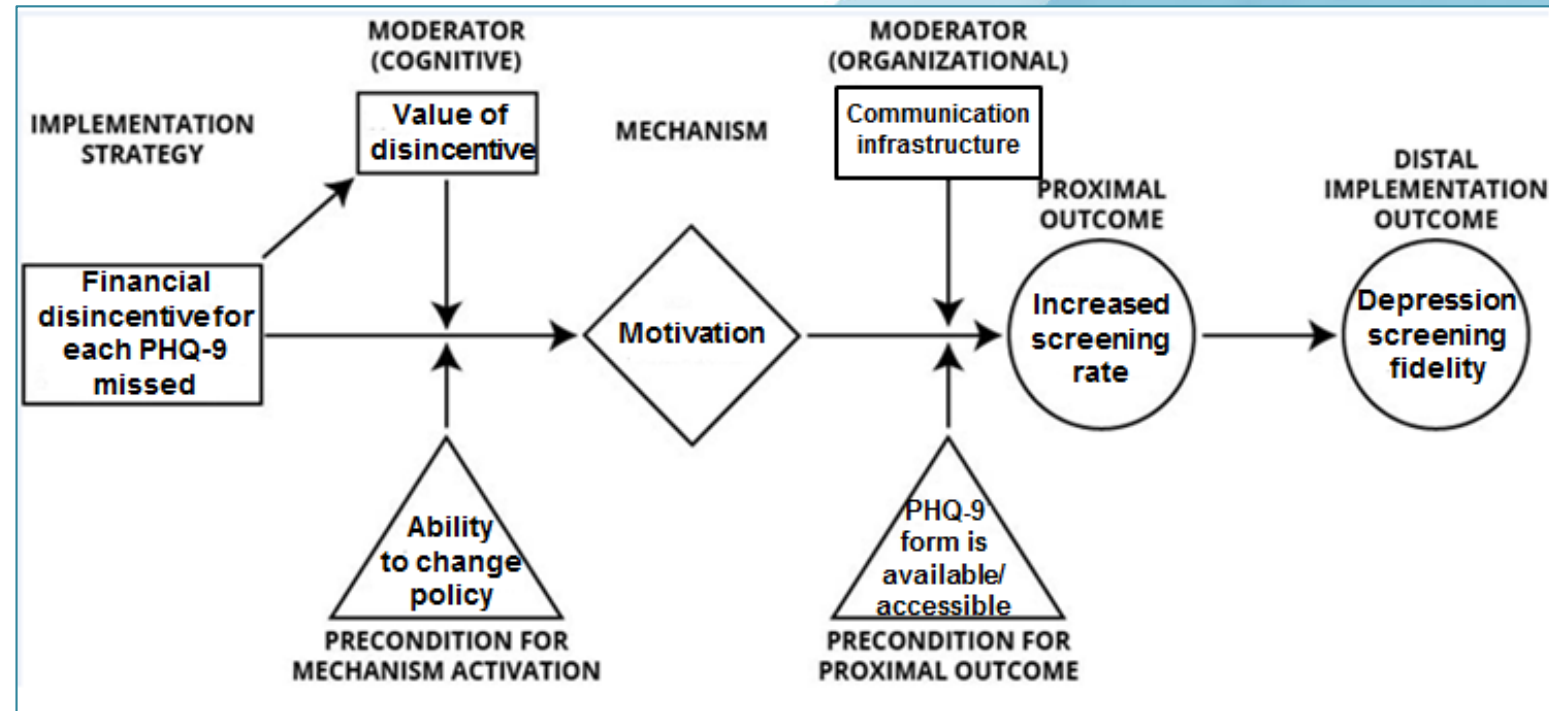 MODERATOR
(COGNITIVE)
MODERATOR
(ORGANIZATIONAL)
IMPLEMENTATION
STRATEGY
Value of
disincentive
MECHANISM
Communication
infrastructure
DISTAL
IMPLEMENTATION
OUTCOME
PROXIMAL
OUTCOME
Financial
disincentive for
each PHQ-9
missed
Motivation
Increased
screening
rate
Depression
screening
fidelity
Ability
to change
policy
PHQ-9
form is
available/
accessible
PRECONDITION FOR
MECHANISM ACTIVATION
PRECONDITION FOR
PROXIMAL OUTCOME